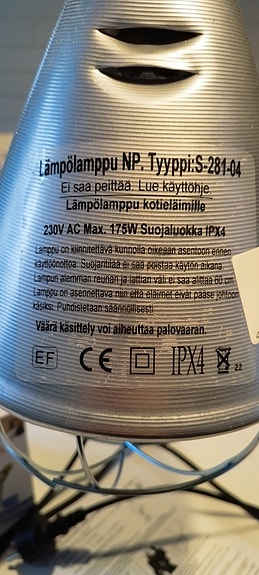 Lämpölamppu NP. Tyyppi:S-281-04
Ei saa peittää. Lue käyttöohje.
Lämpölamppu kotieläimille
230V AC Max. 175W Suojaluokka IPX4
Lamppu on kiinnitettävä kunnolla oikeaan asentoon ennen
käyttöönottoa. Suojaritilää ei saa poistaa käytön aikana
Lampun alemman reunan ja lattian väli ei saa alittaa 60 cm
Lamppu on asennettava niin että eläimet eivät pääse johtoon
käsiksi. Puhdistetaan säännöllisesti
Väärä käsittely voi aiheuttaa palovaaran.
EF CE IPX4 22